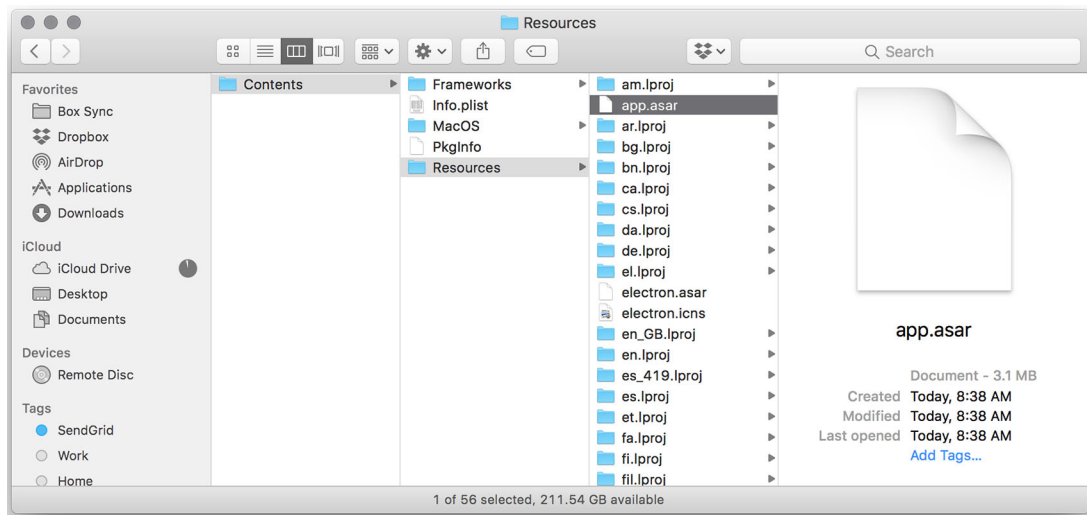 Resources
Search
Favorites
Box Sync
Dropbox
AirDrop
Applications
Downloads
iCloud
iCloud Drive
Desktop
Documents
Devices
Remote Disc
Tags
SendGrid
Work
Home
Contents
Frameworks
Info.plist
MacOS
PkgInfo
Resources
am.lproj
app.asar
ar.lproj
bg.lproj
bn.lproj
ca.lproj
cs.lproj
da.lproj
de.lproj
el.lproj
electron.asar
electron.icns
en_GB.lproj
en.lproj
es_419.lproj
es.lproj
et.lproj
fa.lproj
fi.lproj
fil.lproj
app.asar
Document - 3.1 MB
Created Today, 8:38 AM
Modified Today, 8:38 AM
Last opened Today, 8:38 AM
Add Tags...
1 of 56 selected, 211.54 GB available